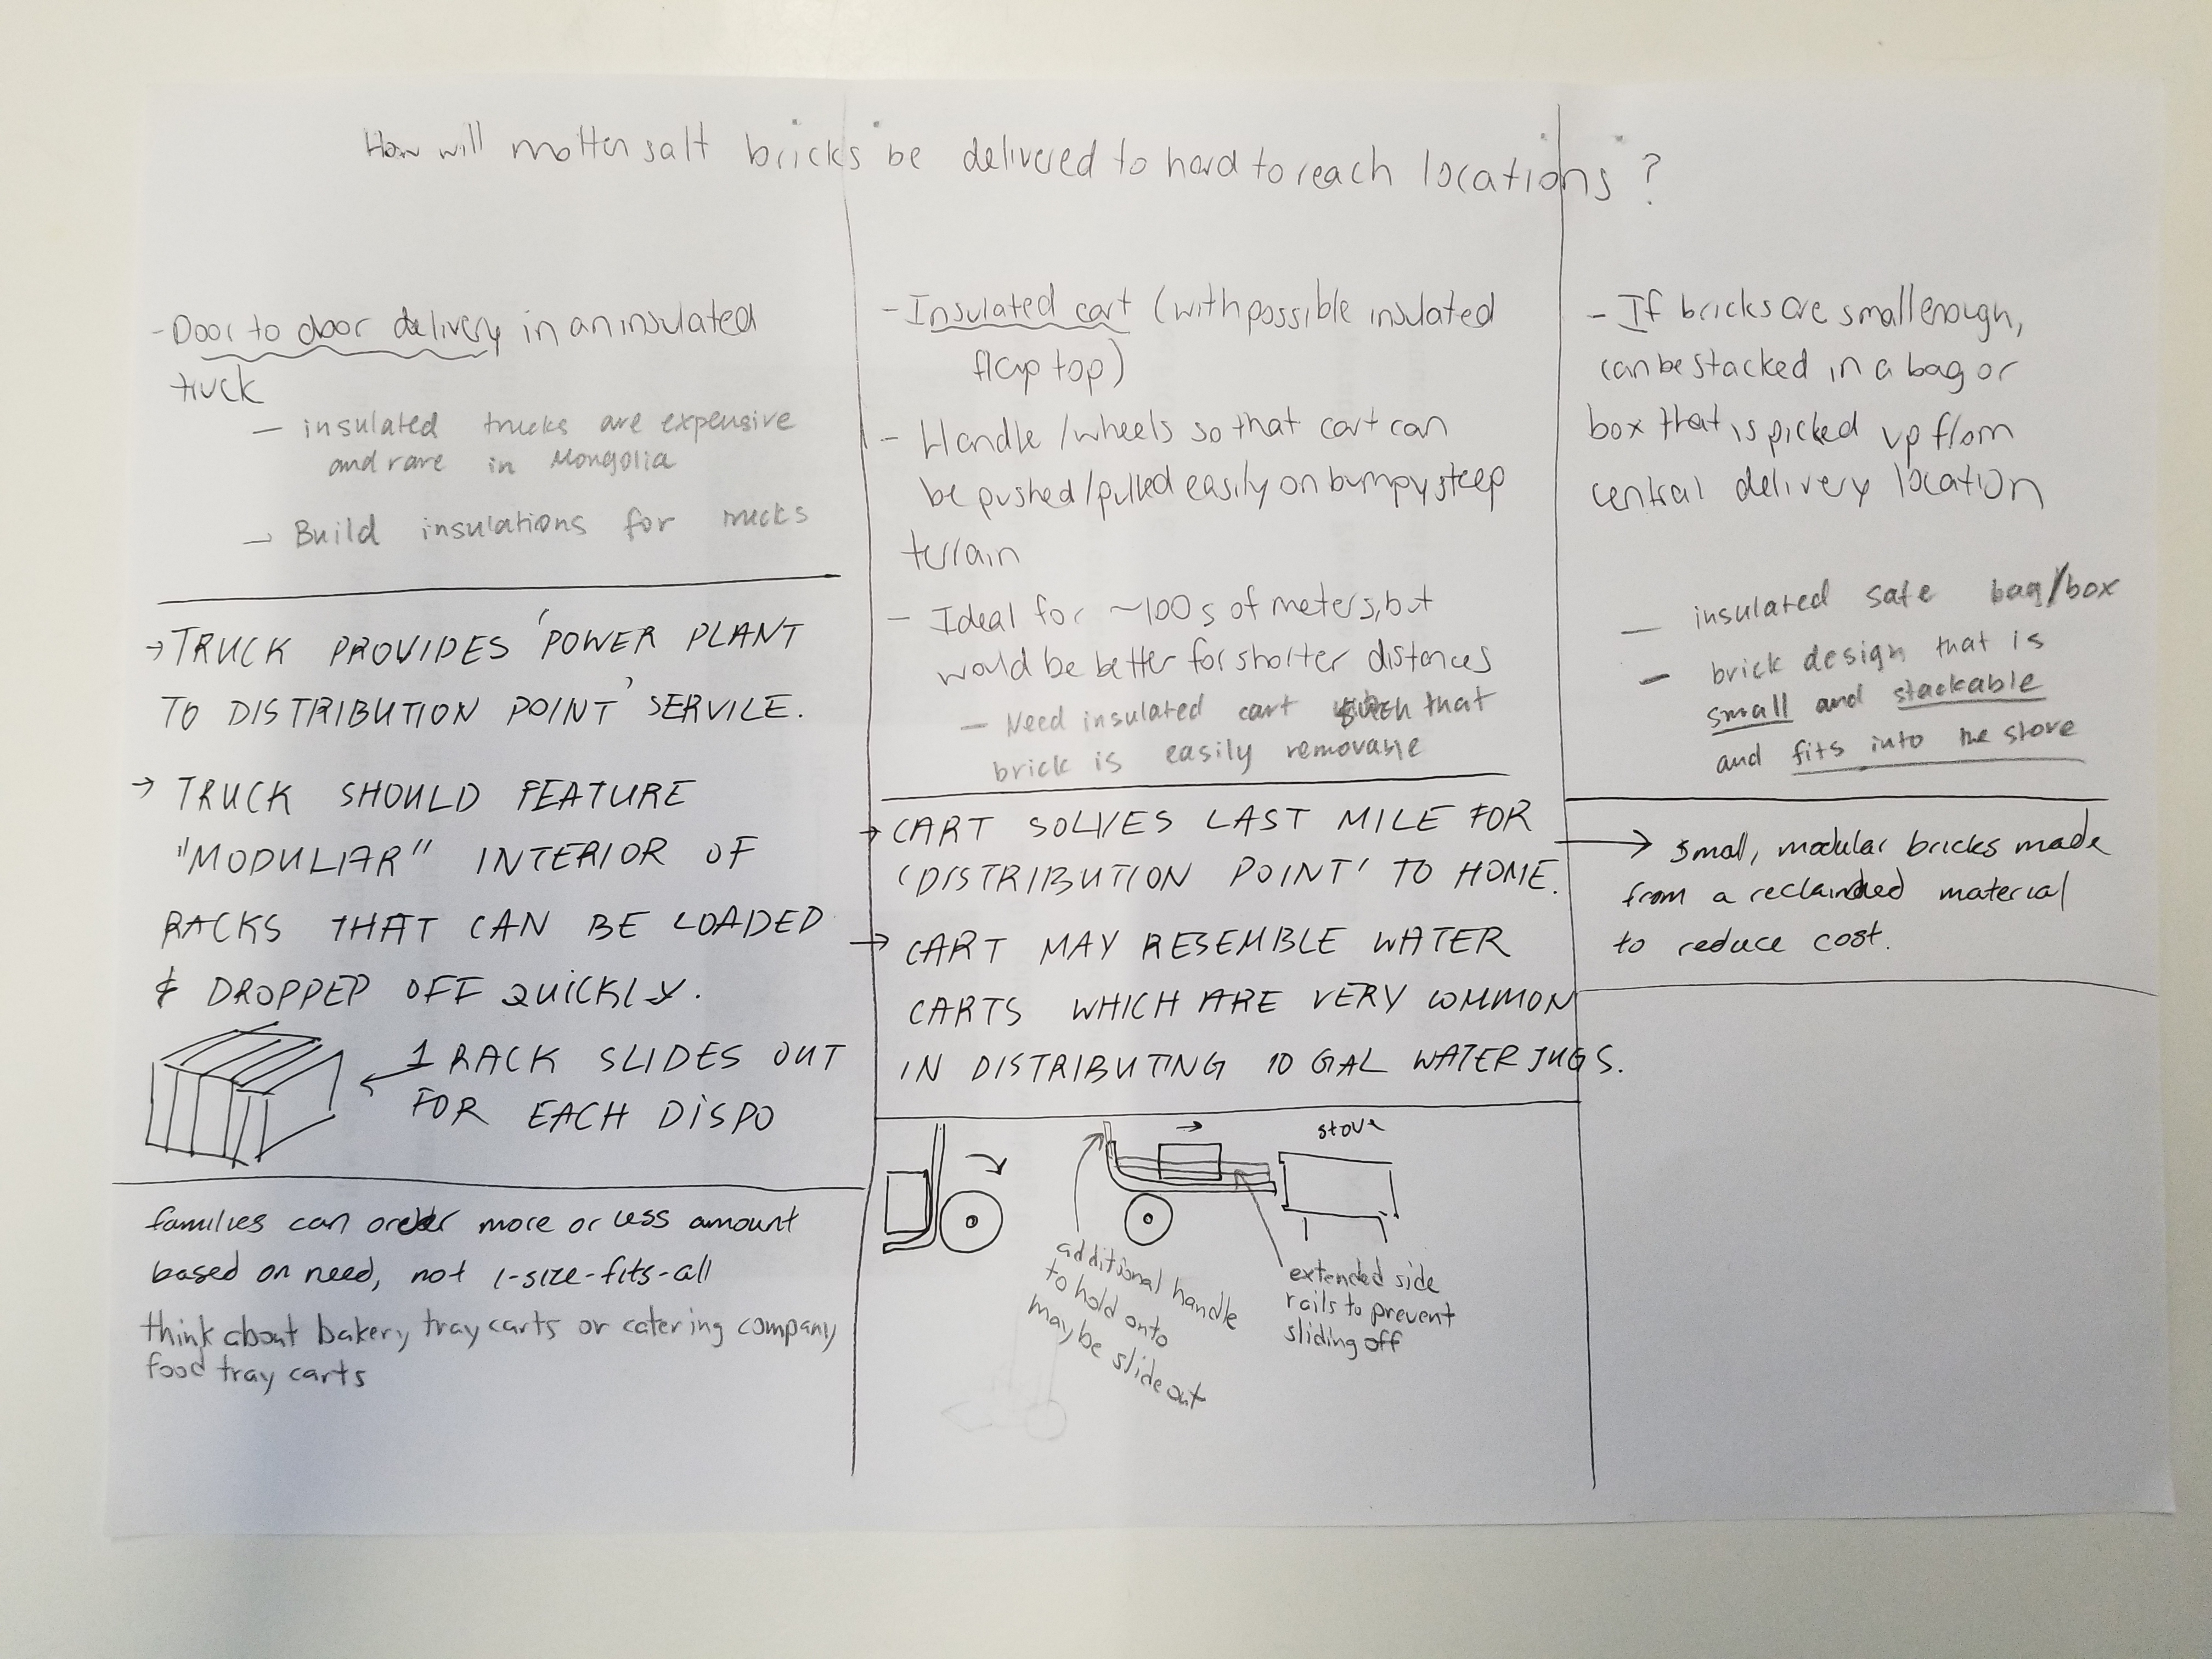 How will molten salt bricks be delivered to hard to reach locations?
- Door to door delivery in an insulated
truck
- insulated trucks are expensive
and rare in Mongolia
→ Build insulations for trucks
→ TRUCK PROVIDES 'POWER PLANT
TO DISTRIBUTION POINT' SERVICE.
→ TRUCK SHOULD FEATURE
"MODULAR" INTERIOR OF
RACKS THAT CAN BE LOADED
& DROPPED OFF QUICKLY.
← 1 RACK SLIDES OUT
FOR EACH DISPO
families can order more or less amount
based on need, not 1-size-fits-all
think about bakery tray carts or catering company
food tray carts
- Insulated cart (with possible insulated
flap top)
- Handle/wheels so that cart can
be pushed/pulled easily on bumpy steep
terrain
- Ideal for ~100s of meters, but
would be better for shorter distances
- Need insulated cart such that
brick is easily removable
→ CART SOLVES LAST MILE FOR
'DISTRIBUTION POINT' TO HOME.
→ CART MAY RESEMBLE WATER
CARTS WHICH ARE VERY COMMON
IN DISTRIBUTING 10 GAL WATER JUGS.
stove
additional handle
to hold onto
maybe slide out
extended side
rails to prevent
sliding off
- If bricks are small enough,
can be stacked in a bag or
box that is picked up from
central delivery location
- insulated safe bag/box
- brick design that is
small and stackable
and fits into the stove
→ small, modular bricks made
from a reclaimed material
to reduce cost.